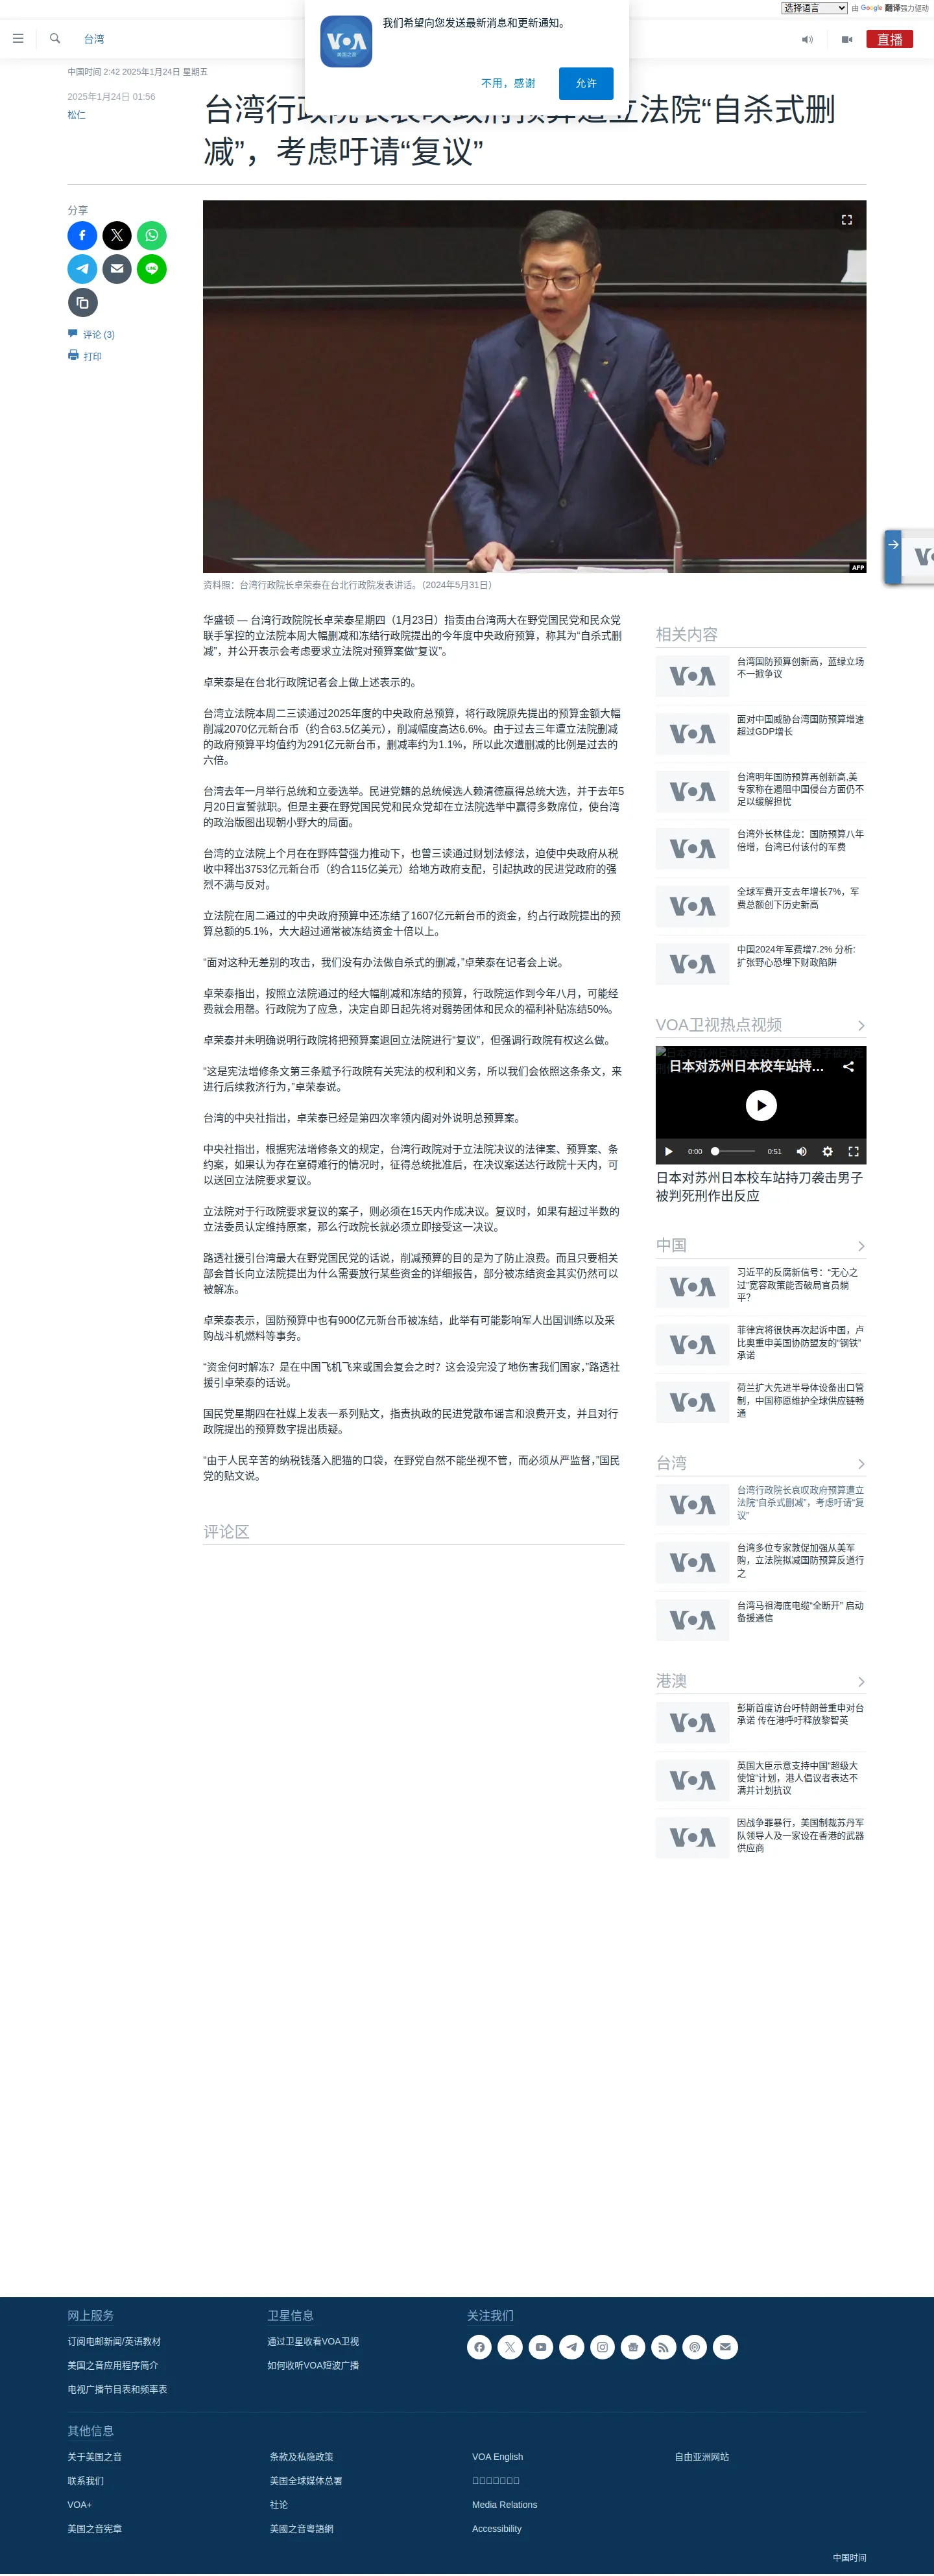 选择语言 由 Google 翻译强力驱动
我们希望向您发送最新消息和更新通知。
不用，感谢
允许
VOA
美国之音
台湾
直播
中国时间 2:42 2025年1月24日 星期五
2025年1月24日 01:56
松仁
立法院“自杀式删
减”，考虑吁请“复议”
分享
评论 (3)
打印
AFP
资料照：台湾行政院长卓荣泰在台北行政院发表讲话。（2024年5月31日）
华盛顿 — 台湾行政院院长卓荣泰星期四（1月23日）指责由台湾两大在野党国民党和民众党
联手掌控的立法院本周大幅删减和冻结行政院提出的今年度中央政府预算，称其为“自杀式删
减”，并公开表示会考虑要求立法院对预算案做“复议”。
卓荣泰是在台北行政院记者会上做上述表示的。
台湾立法院本周二三读通过2025年度的中央政府总预算，将行政院原先提出的预算金额大幅
削减2070亿元新台币（约合63.5亿美元），削减幅度高达6.6%。由于过去三年遭立法院删减
的政府预算平均值约为291亿元新台币，删减率约为1.1%，所以此次遭删减的比例是过去的
六倍。
台湾去年一月举行总统和立委选举。民进党籍的总统候选人赖清德赢得总统大选，并于去年5
月20日宣誓就职。但是主要在野党国民党和民众党却在立法院选举中赢得多数席位，使台湾
的政治版图出现朝小野大的局面。
台湾的立法院上个月在在野阵营强力推动下，也曾三读通过财划法修法，迫使中央政府从税
收中释出3753亿元新台币（约合115亿美元）给地方政府支配，引起执政的民进党政府的强
烈不满与反对。
立法院在周二通过的中央政府预算中还冻结了1607亿元新台币的资金，约占行政院提出的预
算总额的5.1%，大大超过通常被冻结资金十倍以上。
“面对这种无差别的攻击，我们没有办法做自杀式的删减，”卓荣泰在记者会上说。
卓荣泰指出，按照立法院通过的经大幅削减和冻结的预算，行政院运作到今年八月，可能经
费就会用罄。行政院为了应急，决定自即日起先将对弱势团体和民众的福利补贴冻结50%。
卓荣泰并未明确说明行政院将把预算案退回立法院进行“复议”，但强调行政院有权这么做。
“这是宪法增修条文第三条赋予行政院有关宪法的权利和义务，所以我们会依照这条条文，来
进行后续救济行为，”卓荣泰说。
台湾的中央社指出，卓荣泰已经是第四次率领内阁对外说明总预算案。
中央社指出，根据宪法增修条文的规定，台湾行政院对于立法院决议的法律案、预算案、条
约案，如果认为存在窒碍难行的情况时，征得总统批准后，在决议案送达行政院十天内，可
以送回立法院要求复议。
立法院对于行政院要求复议的案子，则必须在15天内作成决议。复议时，如果有超过半数的
立法委员认定维持原案，那么行政院长就必须立即接受这一决议。
路透社援引台湾最大在野党国民党的话说，削减预算的目的是为了防止浪费。而且只要相关
部会首长向立法院提出为什么需要放行某些资金的详细报告，部分被冻结资金其实仍然可以
被解冻。
卓荣泰表示，国防预算中也有900亿元新台币被冻结，此举有可能影响军人出国训练以及采
购战斗机燃料等事务。
“资金何时解冻？是在中国飞机飞来或国会复会之时？这会没完没了地伤害我们国家，”路透社
援引卓荣泰的话说。
国民党星期四在社媒上发表一系列贴文，指责执政的民进党散布谣言和浪费开支，并且对行
政院提出的预算数字提出质疑。
“由于人民辛苦的纳税钱落入肥猫的口袋，在野党自然不能坐视不管，而必须从严监督，”国民
党的贴文说。
评论区
相关内容
台湾国防预算创新高，蓝绿立场
不一掀争议
面对中国威胁台湾国防预算增速
超过GDP增长
台湾明年国防预算再创新高,美
专家称在遏阻中国侵台方面仍不
足以缓解担忧
台湾外长林佳龙：国防预算八年
倍增，台湾已付该付的军费
全球军费开支去年增长7%，军
费总额创下历史新高
中国2024年军费增7.2% 分析:
扩张野心恐埋下财政陷阱
VOA卫视热点视频
日本对苏州日本校车站持...
0:00
0:51
日本对苏州日本校车站持刀袭击男子
被判死刑作出反应
中国
习近平的反腐新信号：“无心之
过”宽容政策能否破局官员躺
平？
菲律宾将很快再次起诉中国，卢
比奥重申美国协防盟友的“钢铁”
承诺
荷兰扩大先进半导体设备出口管
制，中国称愿维护全球供应链畅
通
台湾
台湾行政院长哀叹政府预算遭立
法院“自杀式删减”，考虑吁请“复
议”
台湾多位专家敦促加强从美军
购，立法院拟减国防预算反道行
之
台湾马祖海底电缆“全断开” 启动
备援通信
港澳
彭斯首度访台吁特朗普重申对台
承诺 传在港呼吁释放黎智英
英国大臣示意支持中国“超级大
使馆”计划，港人倡议者表达不
满并计划抗议
因战争罪暴行，美国制裁苏丹军
队领导人及一家设在香港的武器
供应商
网上服务
订阅电邮新闻/英语教材
美国之音应用程序简介
电视广播节目表和频率表
卫星信息
通过卫星收看VOA卫视
如何收听VOA短波广播
关注我们
其他信息
关于美国之音
联系我们
VOA+
美国之音宪章
条款及私隐政策
美国全球媒体总署
社论
美國之音粵語網
VOA English
Media Relations
Accessibility
自由亚洲网站
中国时间